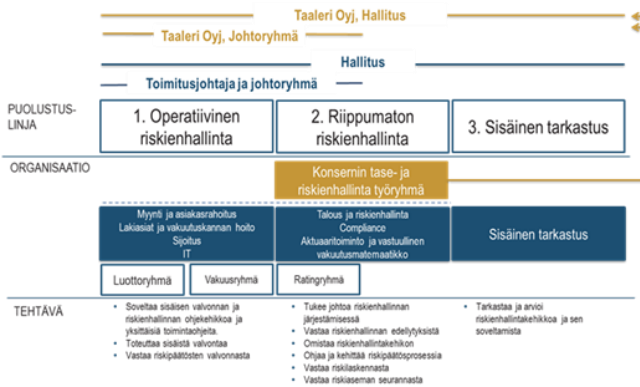 Taaleri Oyj, Hallitus
Taaleri Oyj, Johtoryhmä
Hallitus
Toimitusjohtaja ja johtoryhmä
PUOLUSTUS-
LINJA
1. Operatiivinen
riskienhallinta
2. Riippumaton
riskienhallinta
3. Sisäinen tarkastus
ORGANISAATIO
Konsernin tase- ja
riskienhallinta työryhmä
Myynti ja asiakasrahoitus
Lakiasiat ja vakuutuskannan hoito
Sijoitus
IT
Talous ja riskienhallinta
Compliance
Aktuaaritoiminto ja vastuullinen
vakuutusmatemaatikko
Sisäinen tarkastus
Luottoryhmä
Vakuusryhmä
Ratingryhmä
TEHTÄVÄ
• Soveltaa sisäisen valvonnan ja
riskienhallinnan ohjekehikkoa ja
yksittäisiä toimintaohjeita.
• Toteuttaa sisäistä valvontaa
• Vastaa riskipäätösten valvonnasta
• Tukee johtoa riskienhallinnan
järjestämisessä
• Vastaa riskienhallinnan edellytyksistä
• Omistaa riskienhallintakehikon
• Ohjaa ja kehittää riskipäätosprosessia
• Vastaa riskilaskennasta
• Vastaa riskiaseman seurannasta
• Tarkastaa ja arvioi
riskienhallintakehikkoa ja sen
soveltamista